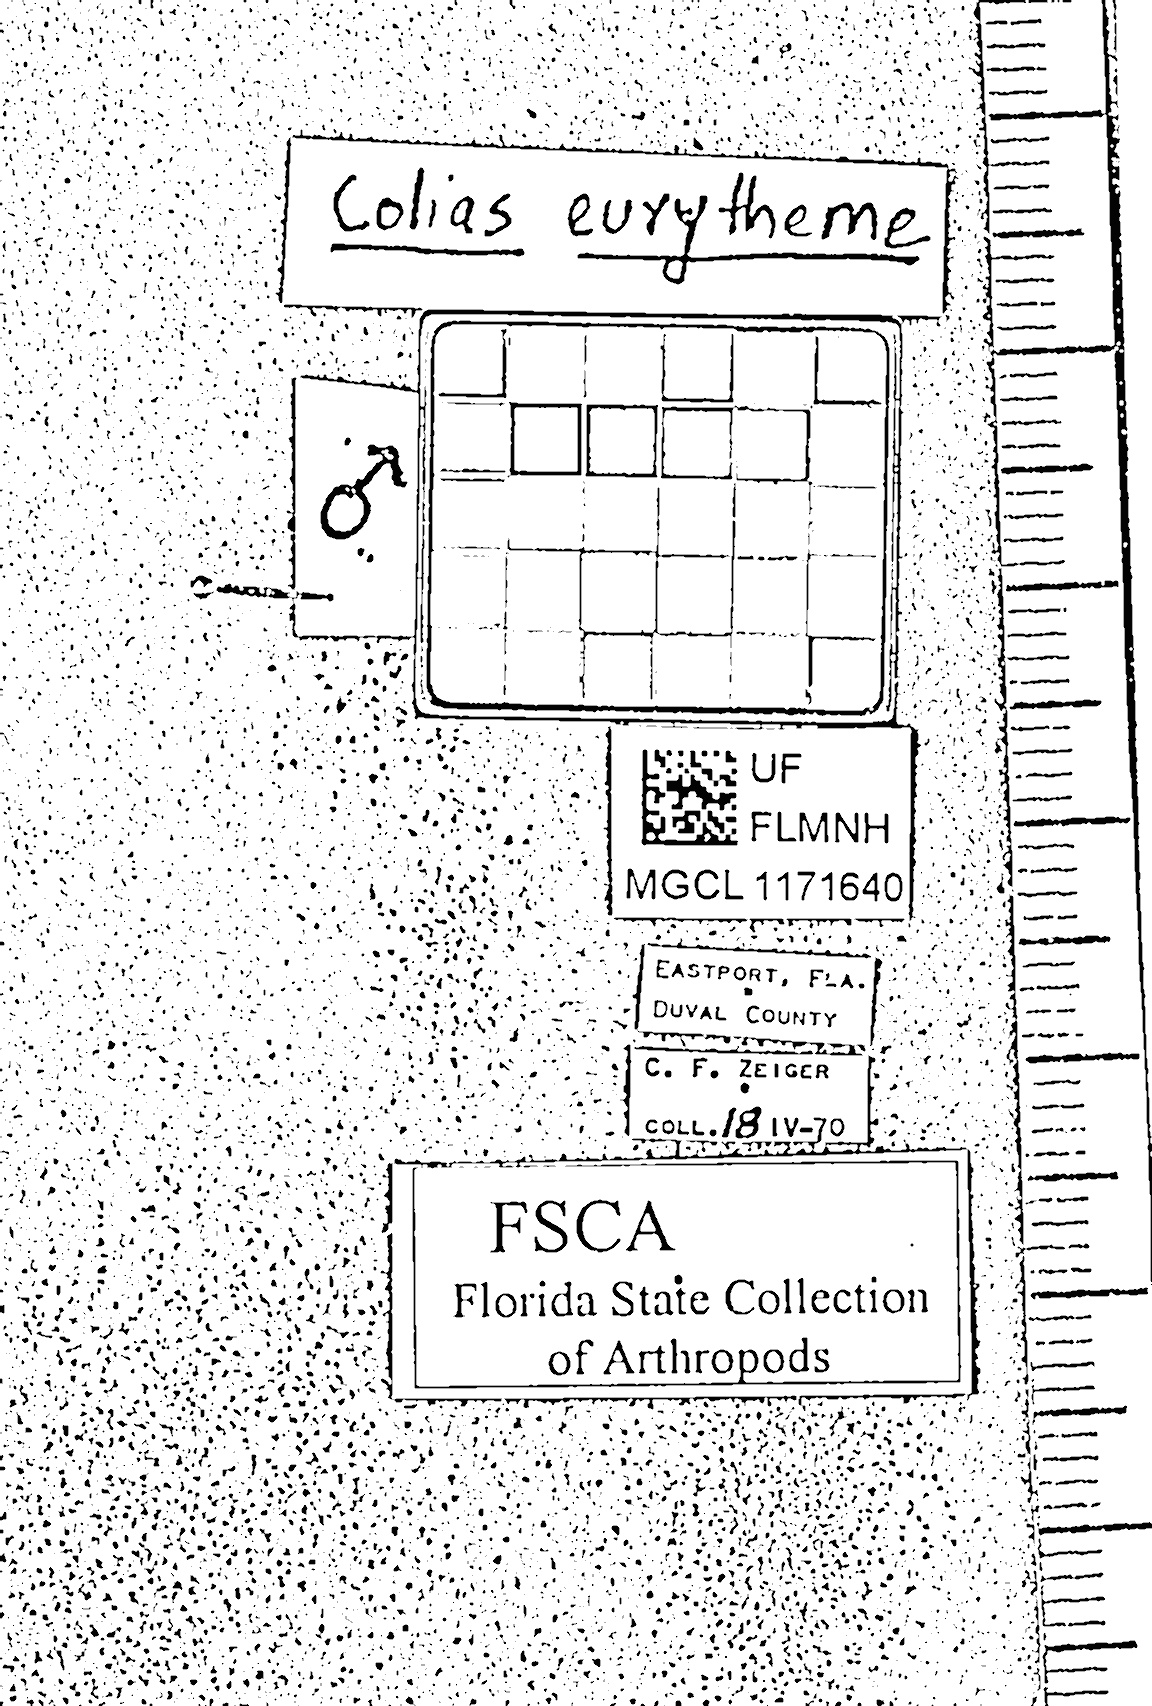 Colias eurytheme
♂
UF
FLMNH
MGCL 1171640
EASTPORT, FLA.
DUVAL COUNTY
C. F. ZEIGER
COLL. 18 IV-70
FSCA
Florida State Collection
of Arthropods